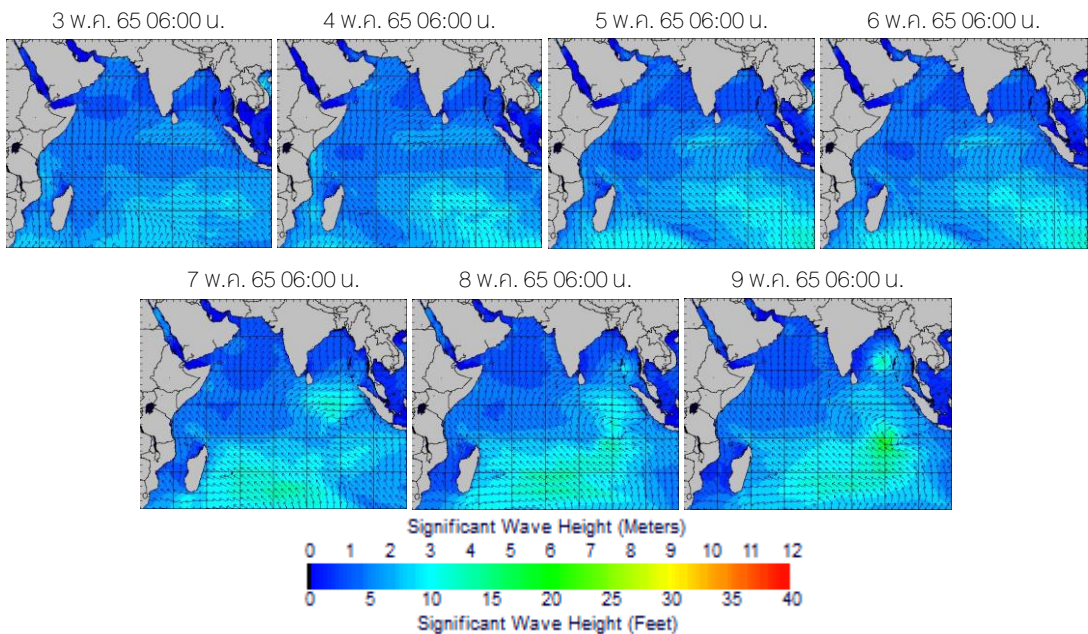 3 พ.ค. 65 06:00 น.
4 พ.ค. 65 06:00 น.
5 พ.ค. 65 06:00 น.
6 พ.ค. 65 06:00 น.
7 พ.ค. 65 06:00 น.
8 พ.ค. 65 06:00 น.
9 พ.ค. 65 06:00 น.
Significant Wave Height (Meters)
0 1 2 3 4 5 6 7 8 9 10 11 12
0 5 10 15 20 25 30 35 40
Significant Wave Height (Feet)